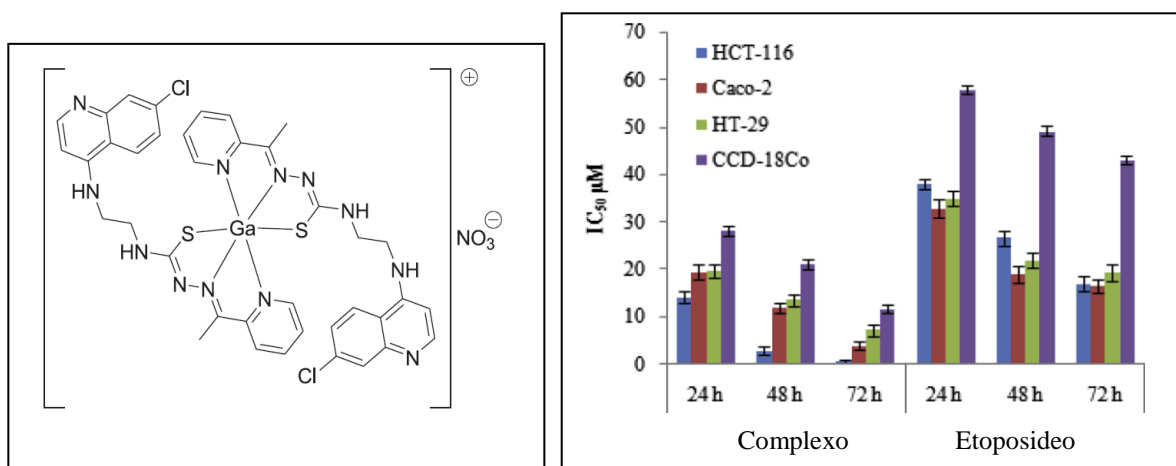 N
Cl
HN
HN
S
N
N
N
Ga
N
N
N
N
S
NH
NH
Cl
N
⊕
NO₃⊖
70
60
50
40
30
20
10
0
IC₅₀ µM
HCT-116
Caco-2
HT-29
CCD-18Co
24 h 48 h 72 h 24 h 48 h 72 h
Complexo Etoposideo